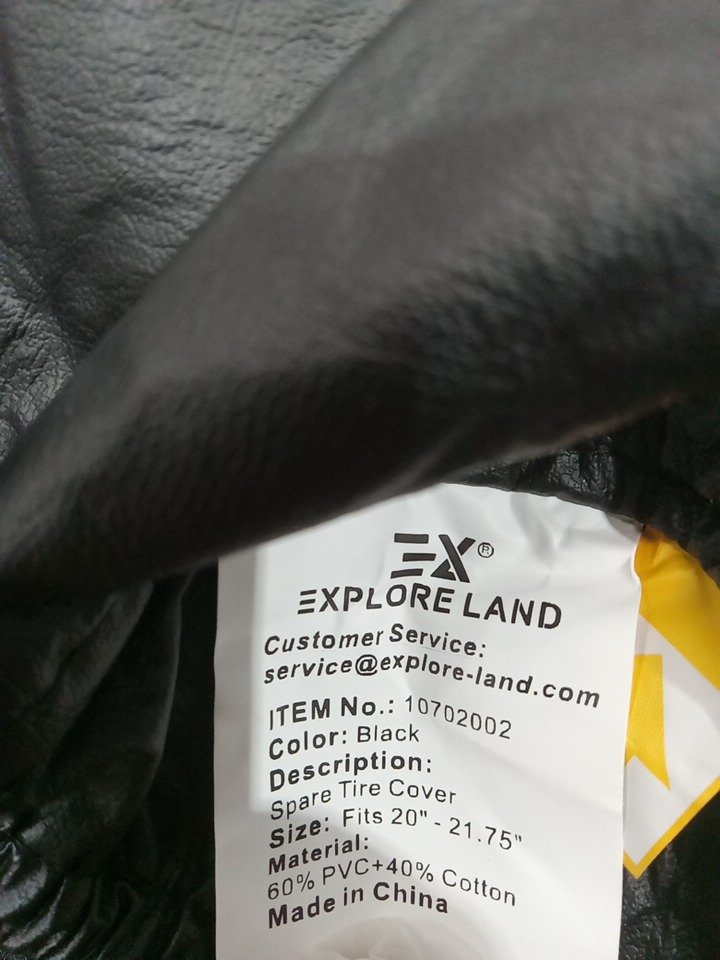 EX®
EXPLORE LAND
Customer Service:
service@explore-land.com
ITEM No.: 10702002
Color: Black
Description:
Spare Tire Cover
Size: Fits 20" - 21.75"
Material:
60% PVC+40% Cotton
Made in China